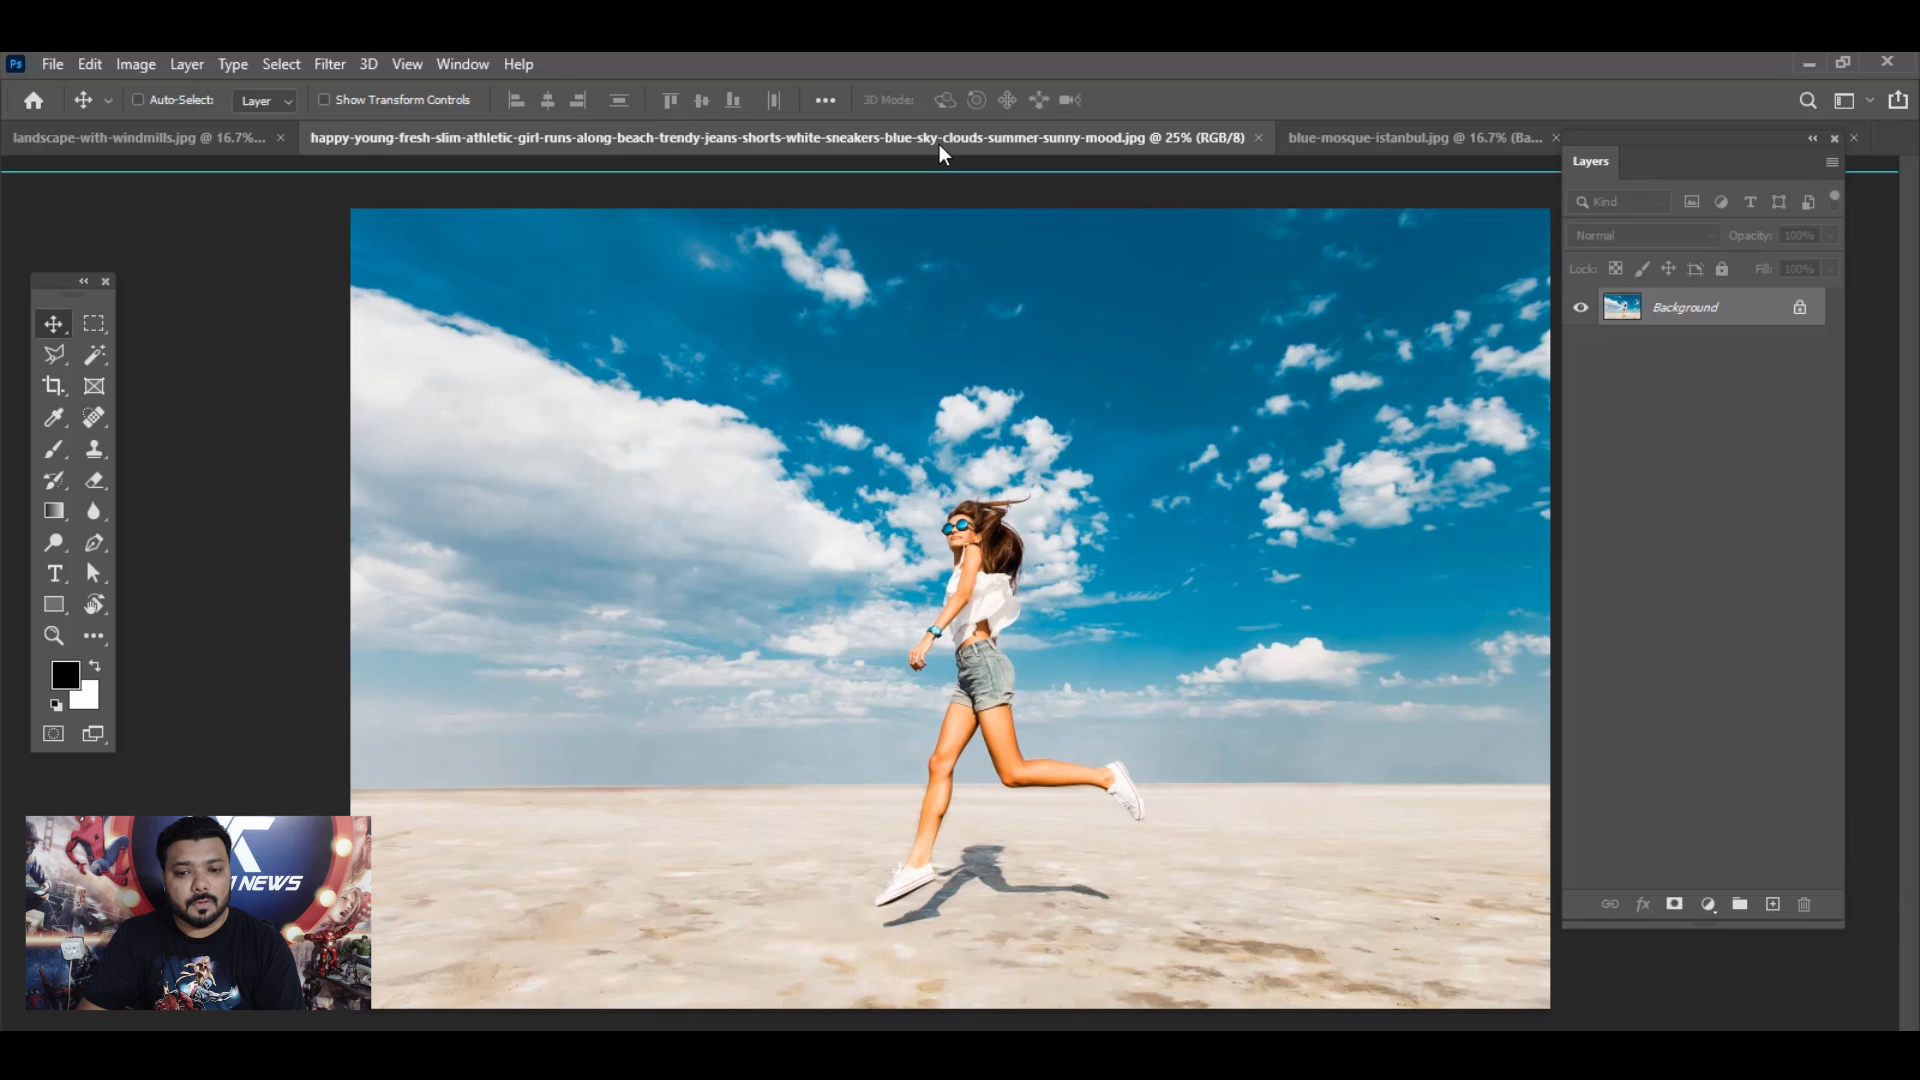 Ps File Edit Image Layer Type Select Filter 3D View Window Help
Auto-Select: Layer Show Transform Controls 3D Mode:
landscape-with-windmills.jpg @ 16.7%... happy-young-fresh-slim-athletic-girl-runs-along-beach-trendy-jeans-shorts-white-sneakers-blue-sky-clouds-summer-sunny-mood.jpg @ 25% (RGB/8) blue-mosque-istanbul.jpg @ 16.7% (Ba...
Layers
Kind
Normal Opacity: 100%
Lock: Fill: 100%
Background
fx
NEWS